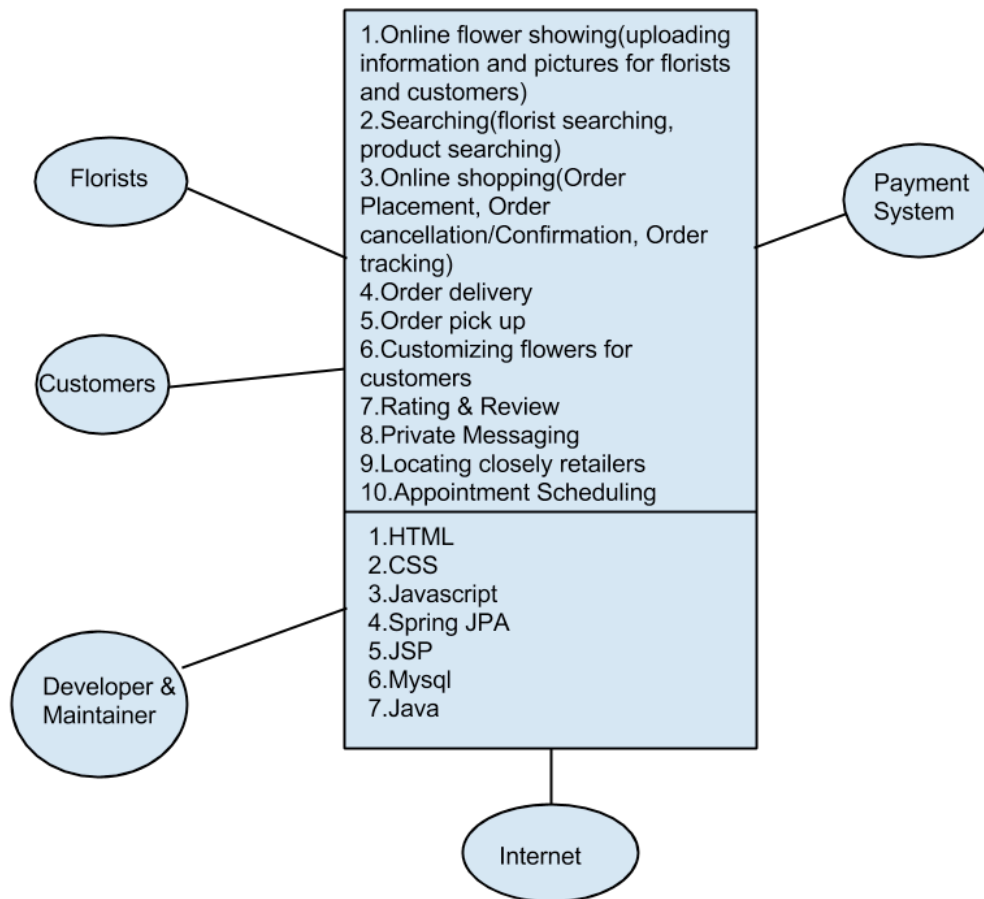 1.Online flower showing(uploading
information and pictures for florists
and customers)
2.Searching(florist searching,
product searching)
3.Online shopping(Order
Placement, Order
cancellation/Confirmation, Order
tracking)
4.Order delivery
5.Order pick up
6.Customizing flowers for
customers
7.Rating & Review
8.Private Messaging
9.Locating closely retailers
10.Appointment Scheduling
1.HTML
2.CSS
3.Javascript
4.Spring JPA
5.JSP
6.Mysql
7.Java
Florists
Customers
Developer &
Maintainer
Payment
System
Internet